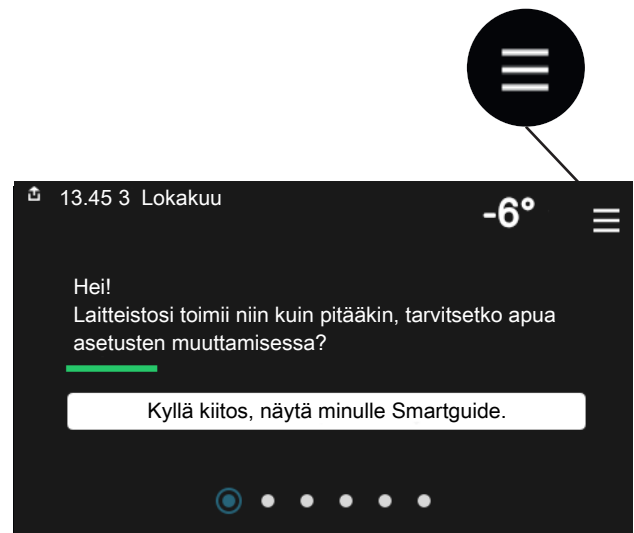 13.45 3 Lokakuu
-6°
Hei!
Laitteistosi toimii niin kuin pitääkin, tarvitsetko apua
asetusten muuttamisessa?
Kyllä kiitos, näytä minulle Smartguide.